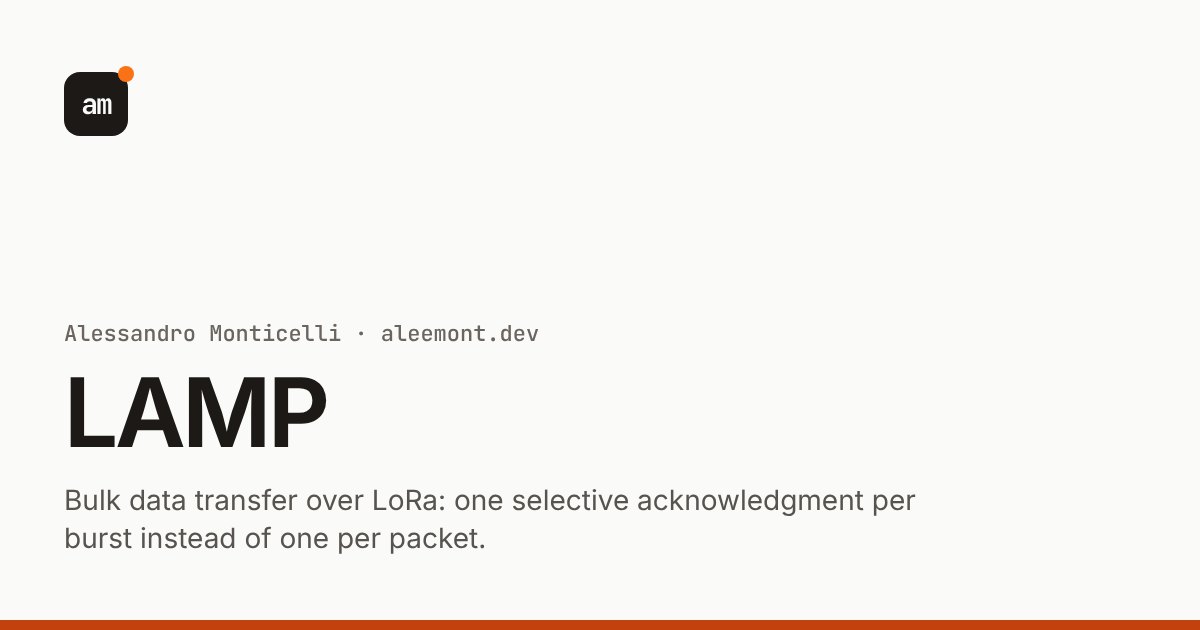 am
Alessandro Monticelli · aleemont.dev
LAMP
Bulk data transfer over LoRa: one selective acknowledgment per
burst instead of one per packet.